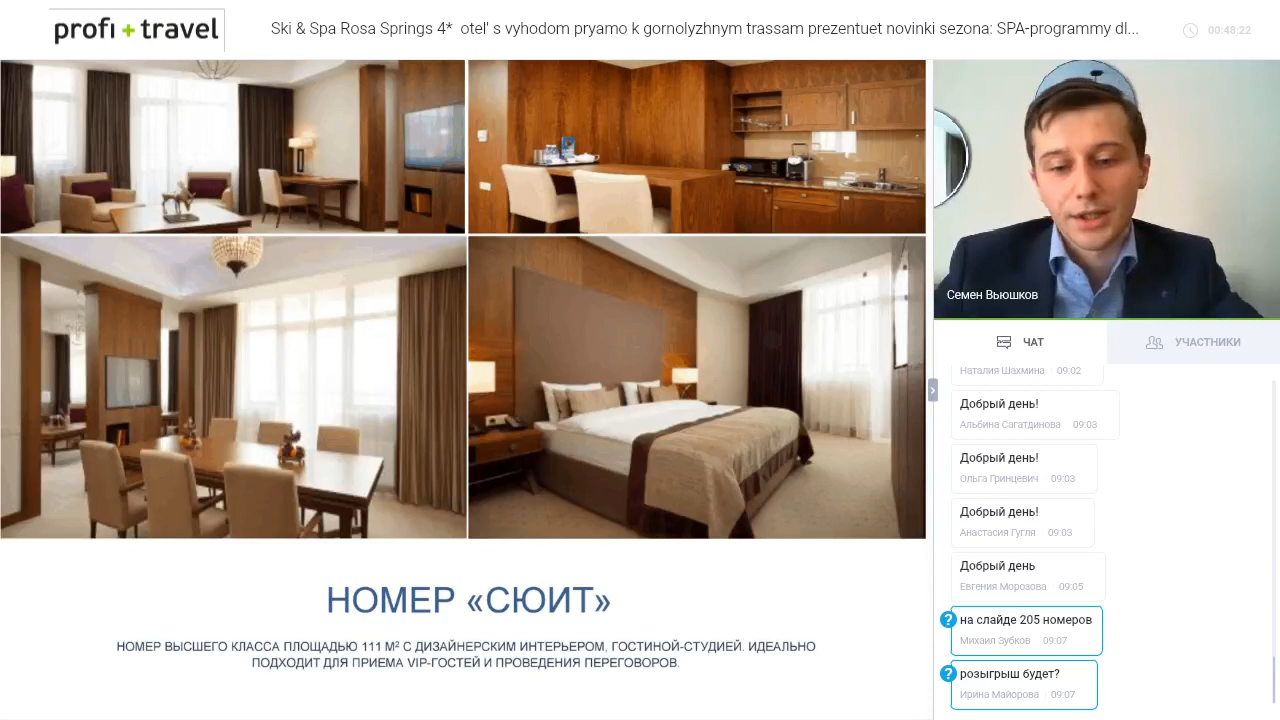 profi + travel
Ski & Spa Rosa Springs 4* otel' s vyhodom pryamo k gornolyzhnym trassam prezentuet novinki sezona: SPA-programmy dl...
00:48:22
Семен Вьюшков
ЧАТ
УЧАСТНИКИ
Наталия Шахмина 09:02
Добрый день!
Альбина Сагатдинова 09:03
Добрый день!
Ольга Гринцевич 09:03
Добрый день!
Анастасия Гугля 09:03
Добрый день
Евгения Морозова 09:05
? на слайде 205 номеров
Михаил Зубков 09:07
? розыгрыш будет?
Ирина Майорова 09:07
НОМЕР «СЮИТ»
НОМЕР ВЫСШЕГО КЛАССА ПЛОЩАДЬЮ 111 М² С ДИЗАЙНЕРСКИМ ИНТЕРЬЕРОМ, ГОСТИНОЙ-СТУДИЕЙ. ИДЕАЛЬНО
ПОДХОДИТ ДЛЯ ПРИЕМА VIP-ГОСТЕЙ И ПРОВЕДЕНИЯ ПЕРЕГОВОРОВ.